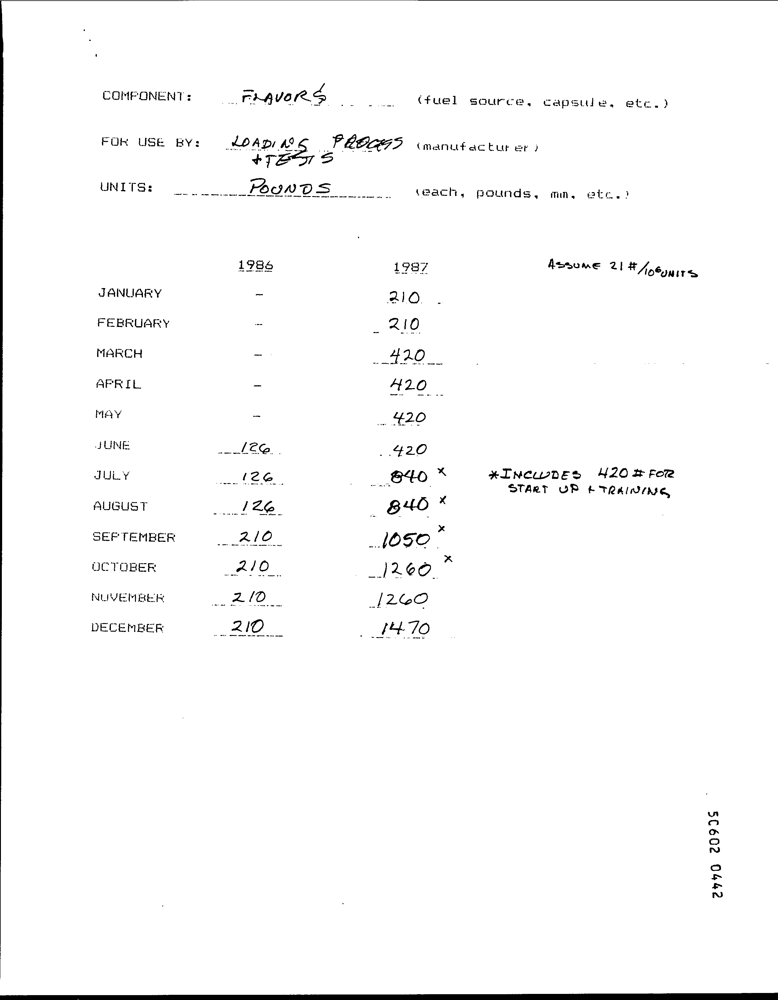 COMPONENT: FLAVORS (fuel source, capsule, etc.)
FOR USE BY: LOADING PROCESS (manufacturer)
+TESTS
UNITS: POUNDS (each, pounds, mm, etc.)
1986 1987 ASSUME 21#/10⁶UNITS
JANUARY - 210
FEBRUARY - 210
MARCH - 420
APRIL - 420
MAY - 420
JUNE 126 420
JULY 126 840 * *INCLUDES 420# FOR
START UP + TRAINING
AUGUST 126 840 *
SEPTEMBER 210 1050 *
OCTOBER 210 1260 *
NOVEMBER 210 1260
DECEMBER 210 1470
50602 0442